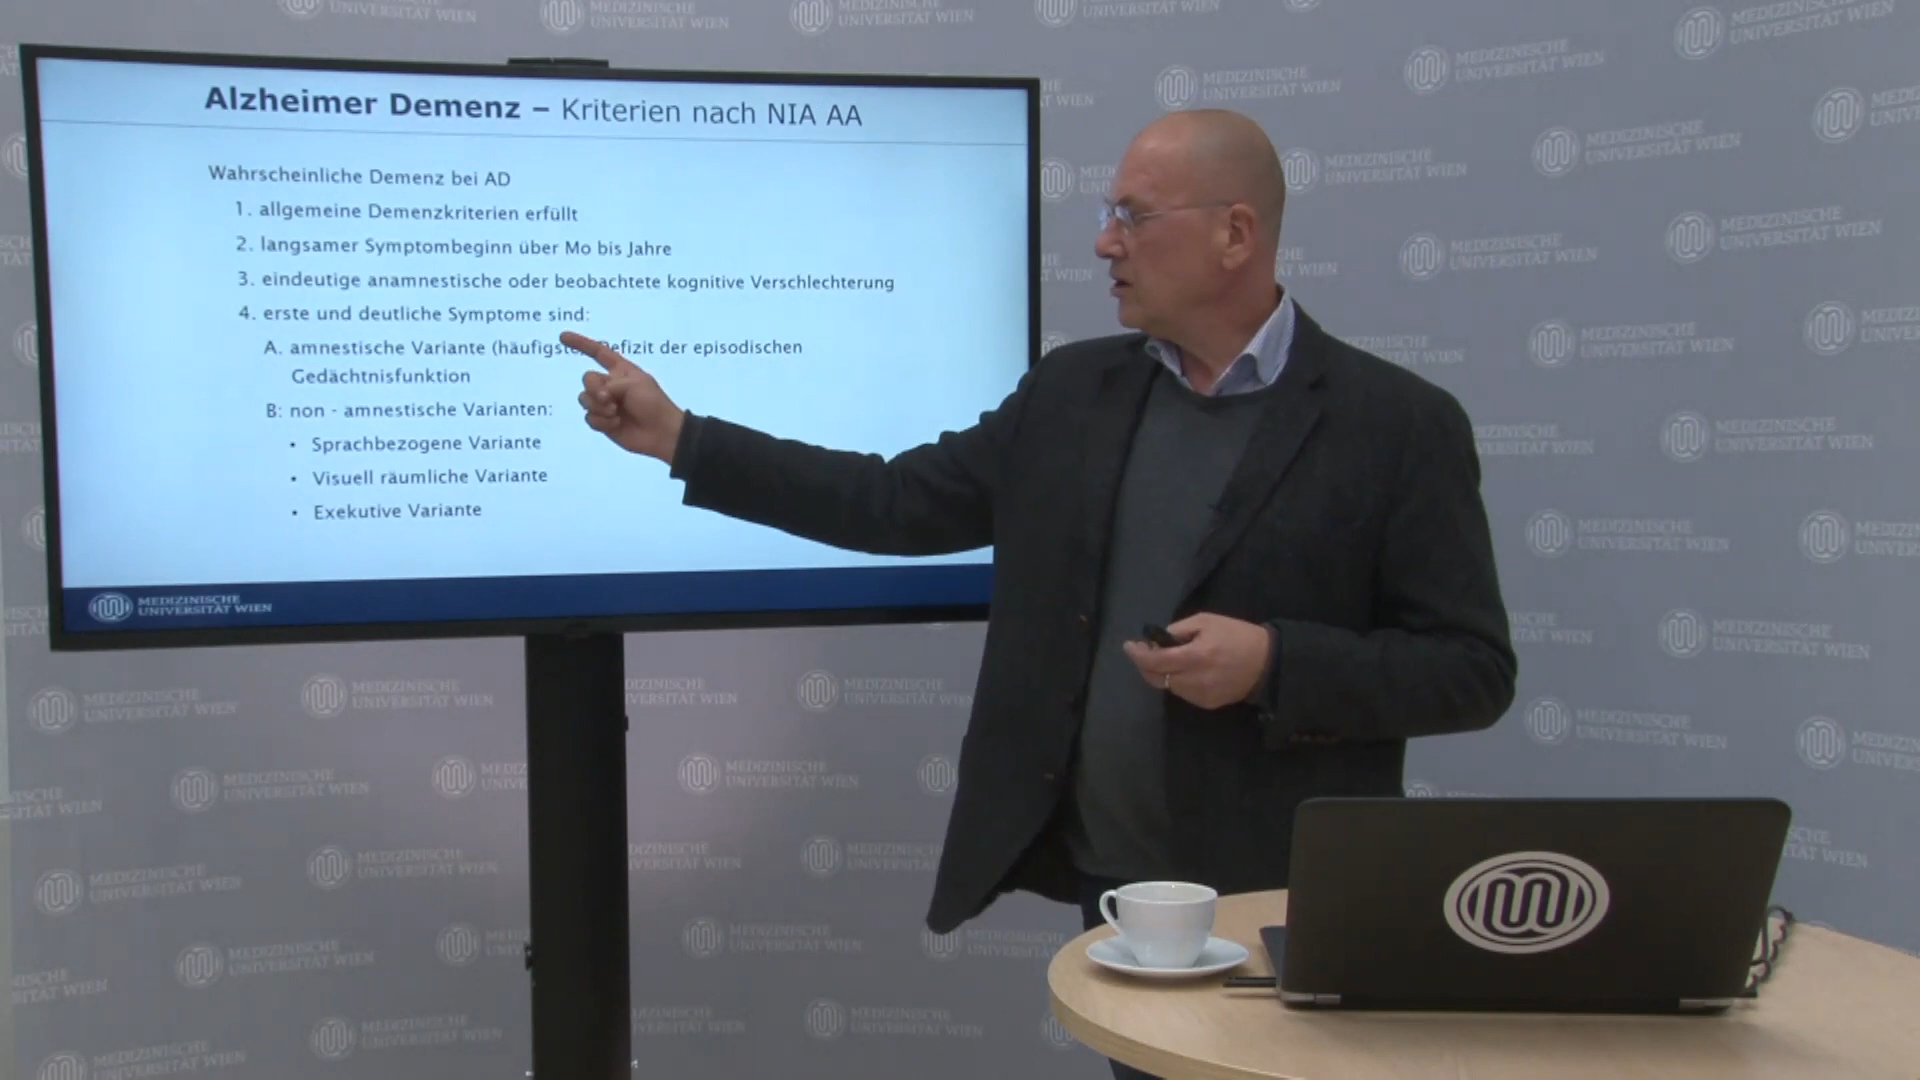 Alzheimer Demenz – Kriterien nach NIA AA
Wahrscheinliche Demenz bei AD
1. allgemeine Demenzkriterien erfüllt
2. langsamer Symptombeginn über Mo bis Jahre
3. eindeutige anamnestische oder beobachtete kognitive Verschlechterung
4. erste und deutliche Symptome sind:
A. amnestische Variante der episodischen
Gedächtnisfunktion
B: non - amnestische Varianten:
• Sprachbezogene Variante
• Visuell räumliche Variante
• Exekutive Variante
MEDIZINISCHE
UNIVERSITÄT WIEN